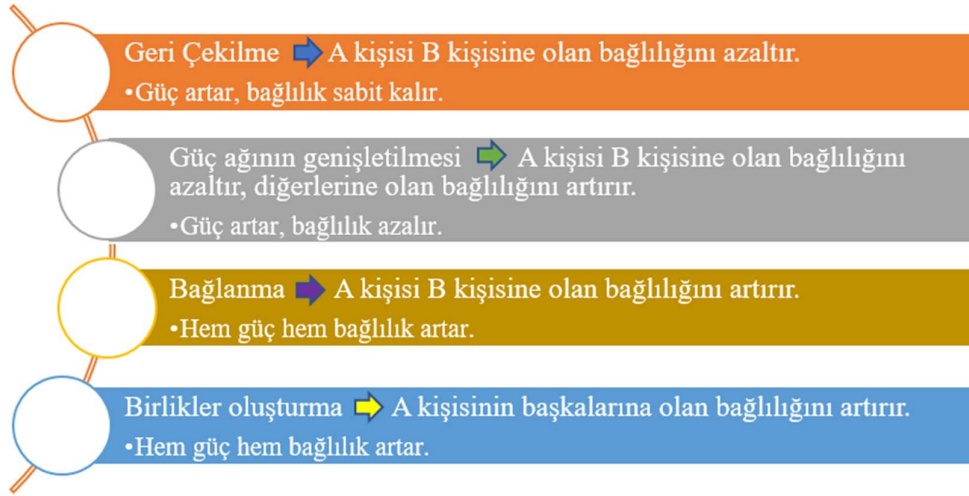 Geri Çekilme A kişisi B kişisine olan bağlılığını azaltır.
•Güç artar, bağlılık sabit kalır.
Güç ağının genişletilmesi A kişisi B kişisine olan bağlılığını
azaltır, diğerlerine olan bağlılığını artırır.
•Güç artar, bağlılık azalır.
Bağlanma A kişisi B kişisine olan bağlılığını artırır.
•Hem güç hem bağlılık artar.
Birlikler oluşturma A kişisinin başkalarına olan bağlılığını artırır.
•Hem güç hem bağlılık artar.